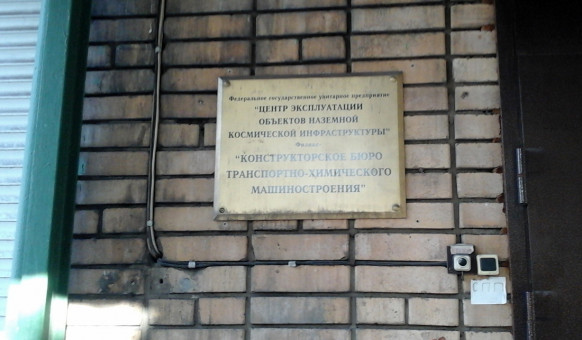 Федеральное государственное унитарное предприятие
"ЦЕНТР ЭКСПЛУАТАЦИИ
ОБЪЕКТОВ НАЗЕМНОЙ
КОСМИЧЕСКОЙ ИНФРАСТРУКТУРЫ"
Филиал
"КОНСТРУКТОРСКОЕ БЮРО
ТРАНСПОРТНО-ХИМИЧЕСКОГО
МАШИНОСТРОЕНИЯ"